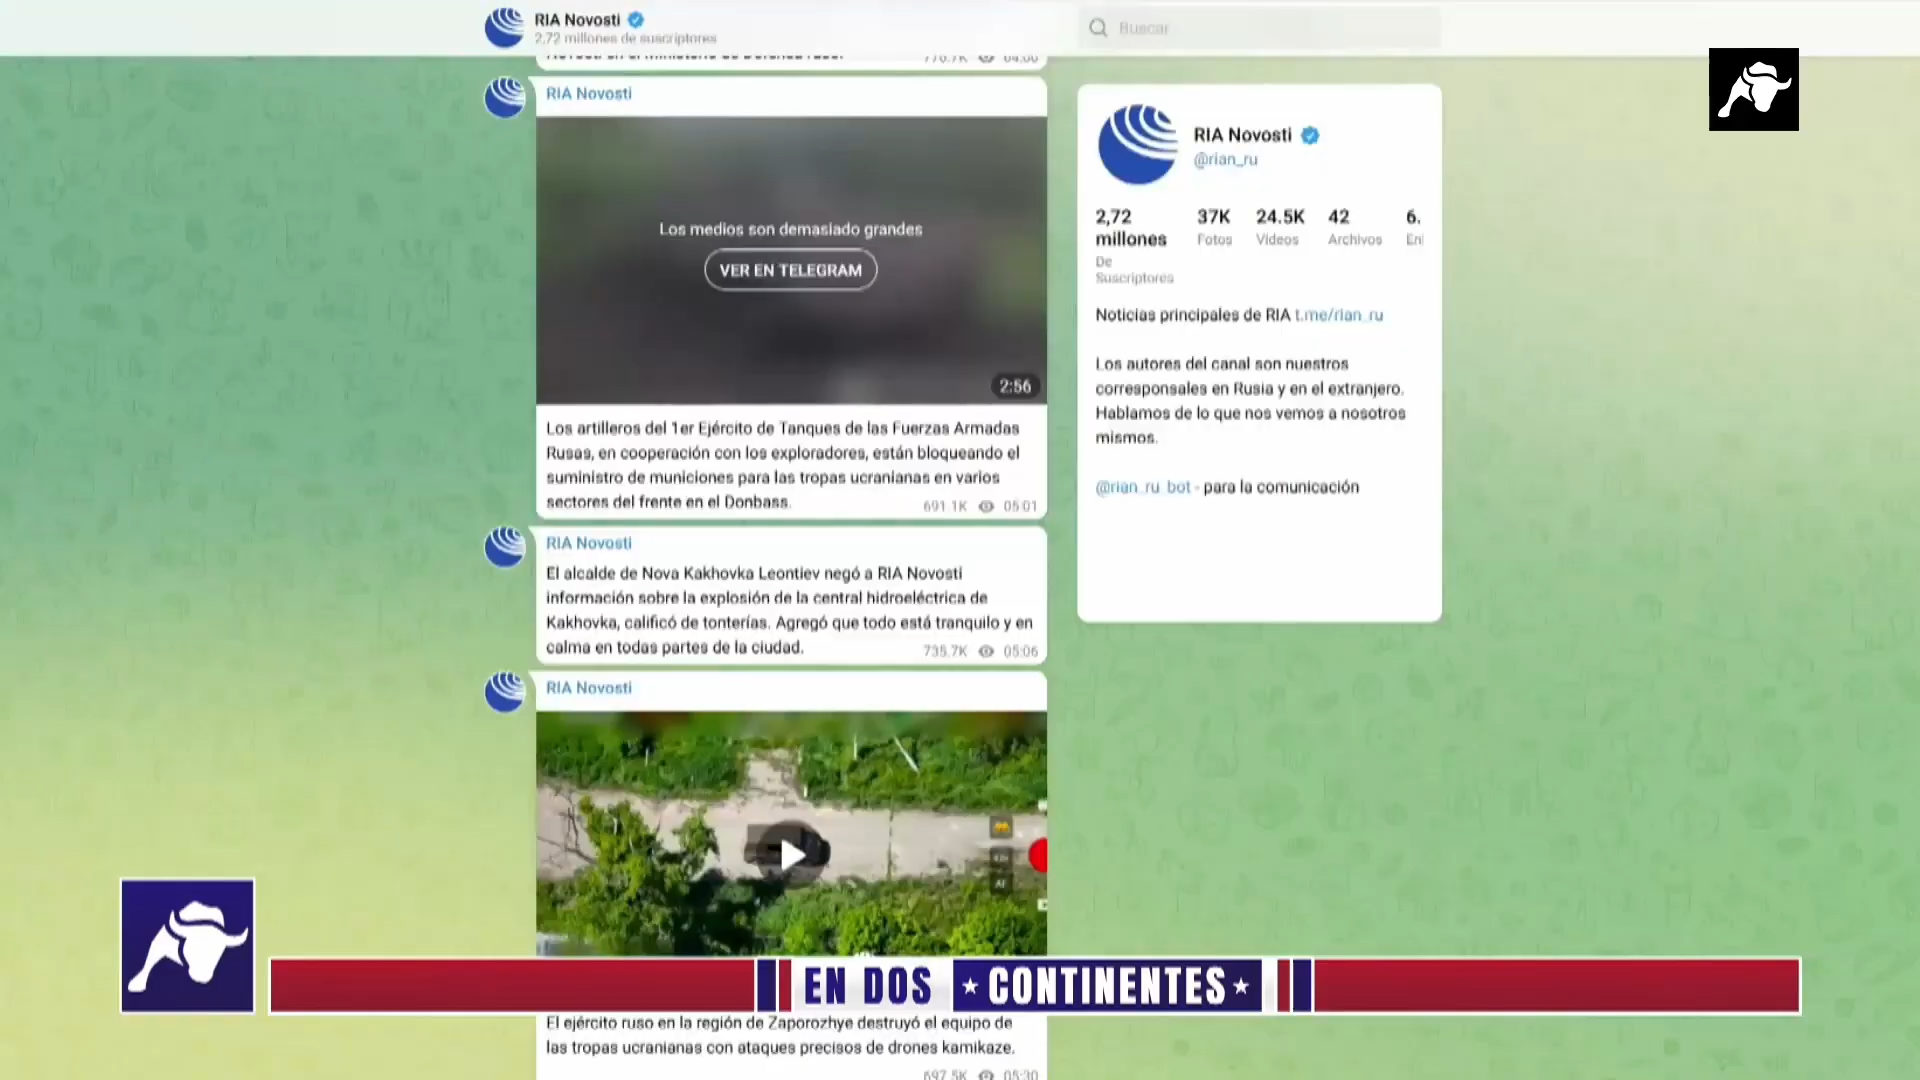 RIA Novosti
2,72 millones de suscriptores
Buscar
770.7K 04:00
RIA Novosti
Los medios son demasiado grandes
VER EN TELEGRAM
2:56
Los artilleros del 1er Ejército de Tanques de las Fuerzas Armadas
Rusas, en cooperación con los exploradores, están bloqueando el
suministro de municiones para las tropas ucranianas en varios
sectores del frente en el Donbass.
691.1K 05:01
RIA Novosti
El alcalde de Nova Kakhovka Leontiev negó a RIA Novosti
información sobre la explosión de la central hidroeléctrica de
Kakhovka, calificó de tonterías. Agregó que todo está tranquilo y en
calma en todas partes de la ciudad.
735.7K 05:06
RIA Novosti
AF
El ejército ruso en la región de Zaporozhye destruyó el equipo de
las tropas ucranianas con ataques precisos de drones kamikaze.
697.5K 05:30
RIA Novosti
@rian_ru
2,72 millones
De Suscriptores
37K
Fotos
24.5K
Videos
42
Archivos
6.
En
Noticias principales de RIA t.me/rian_ru
Los autores del canal son nuestros
corresponsales en Rusia y en el extranjero.
Hablamos de lo que nos vemos a nosotros
mismos.
@rian_ru_bot - para la comunicación
EN DOS CONTINENTES